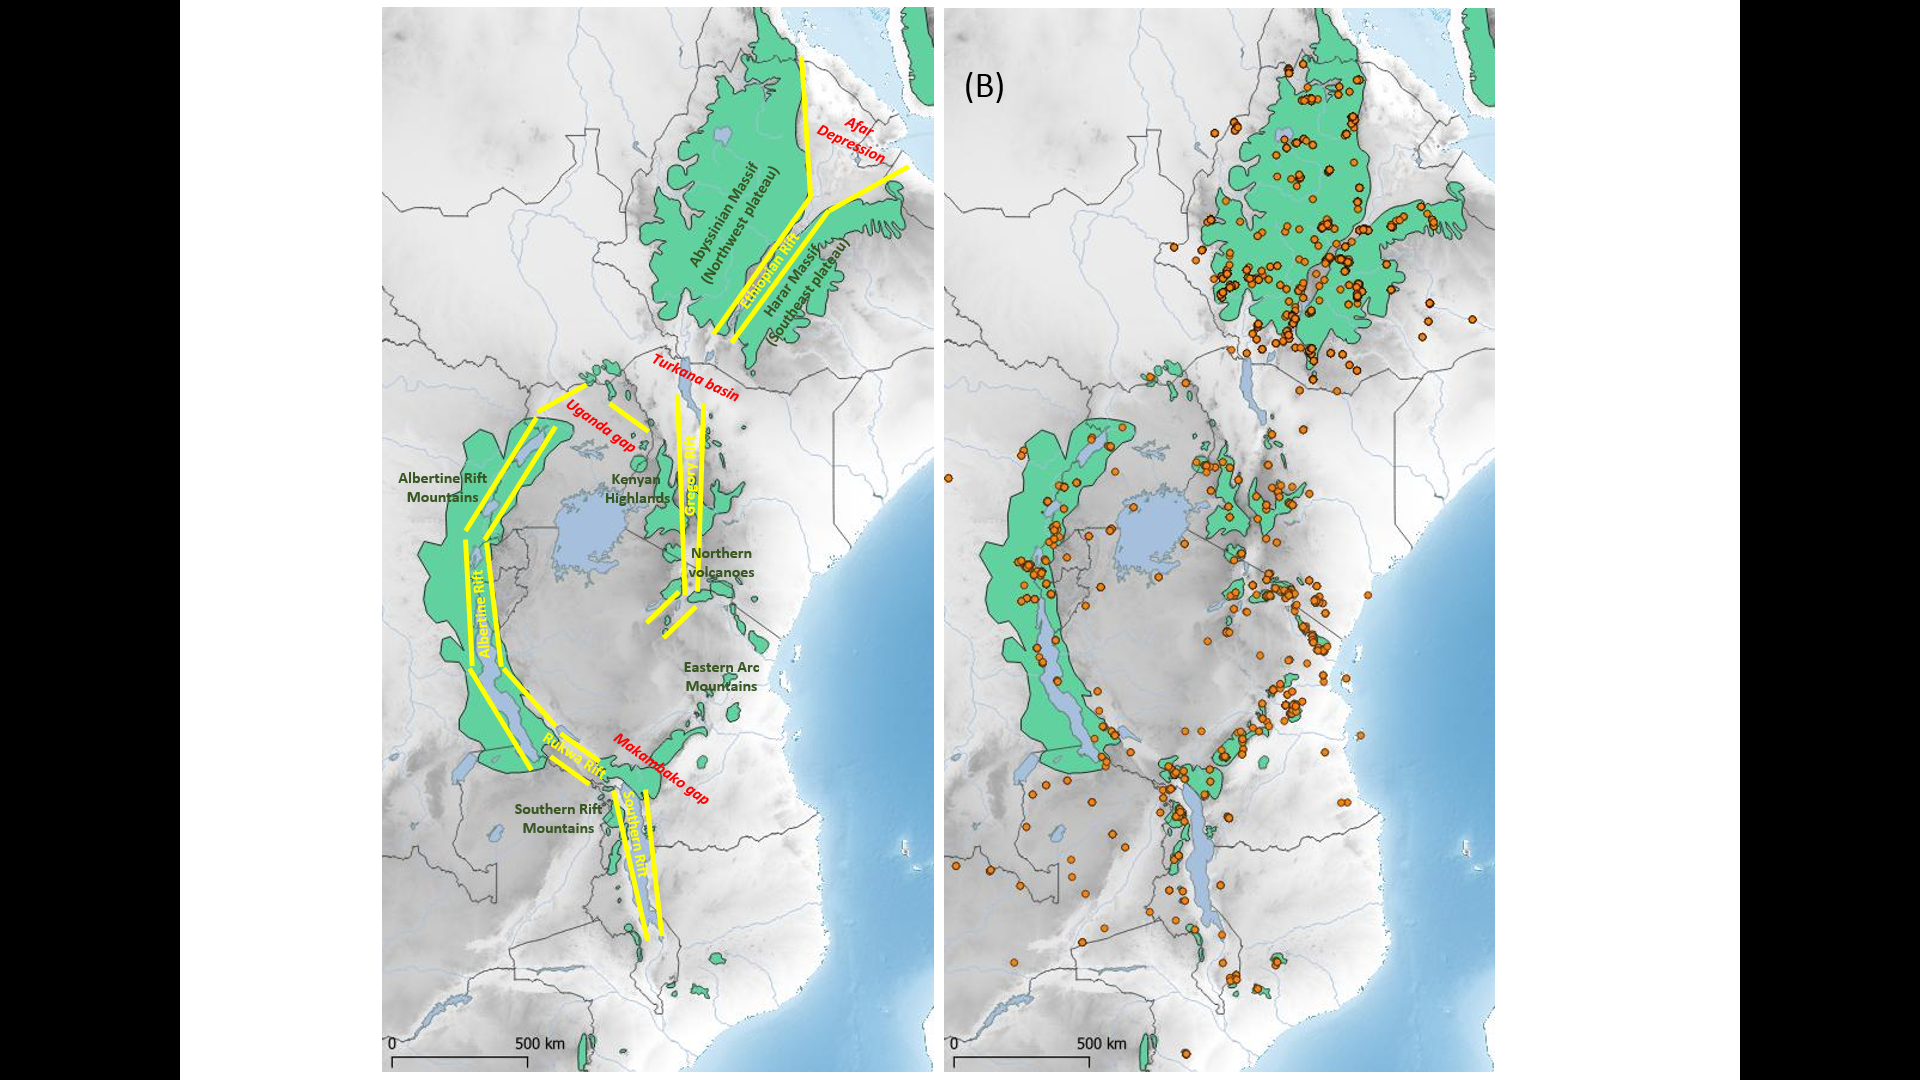 (B)
Afar
Depression
Abyssinian Massif
(Northwest plateau)
Ethiopian Rift
Harar Massif
(Southeast plateau)
Turkana basin
Uganda gap
Gregory Rift
Albertine Rift
Mountains
Kenyan
Highlands
Northern
volcanoes
Albertine Rift
Eastern Arc
Mountains
Rukwa Rift
Makambako gap
Southern Rift
Mountains
Southern Rift
0 500 km
0 500 km